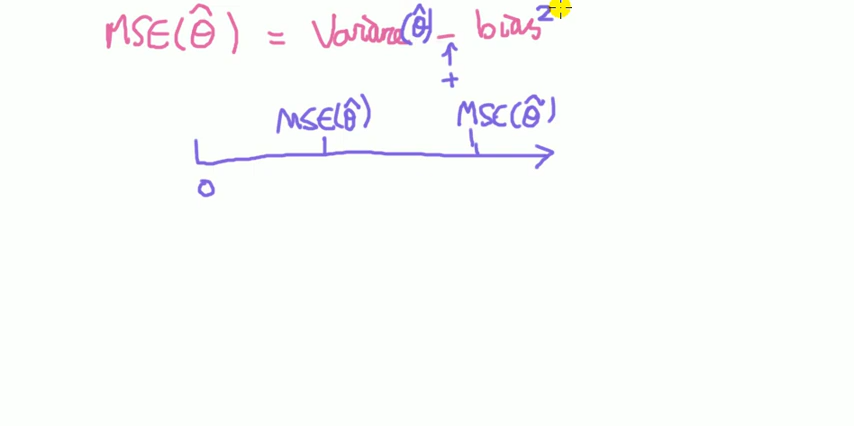 MSE(θ̂) = Variance(θ̂) - bias²
↑
+
MSE(θ̂) MSE(θ̂)
0